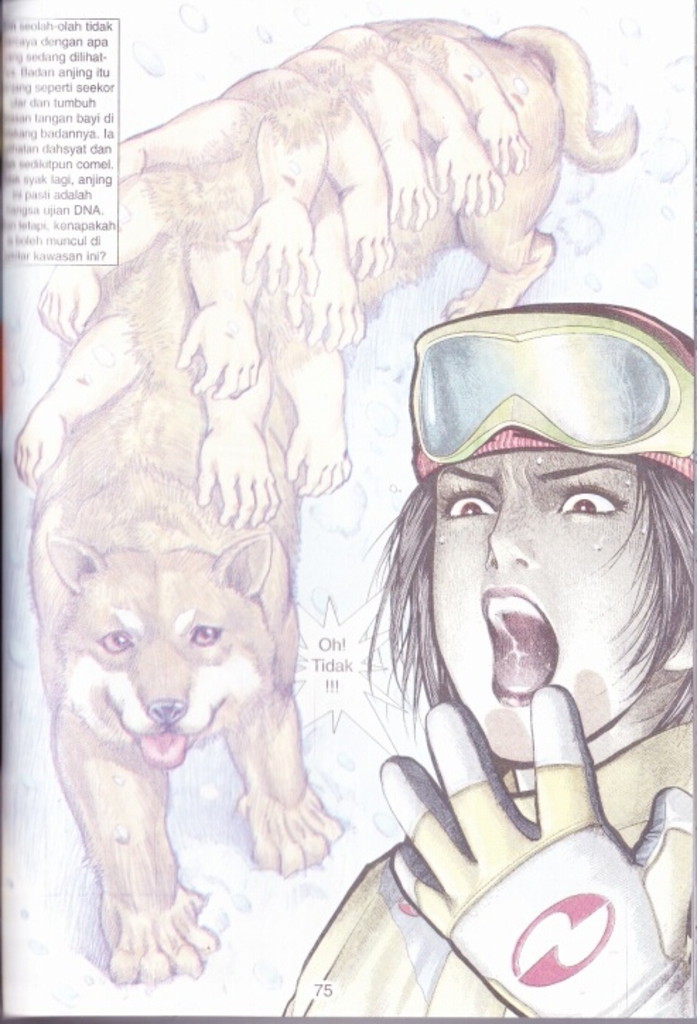 seolah-olah tidak
dengan apa
sedang dilihat-
Badan anjing itu
seperti seekor
dan tumbuh
tangan bayi di
badannya. Ia
dahsyat dan
sedikitpun comel.
syak lagi, anjing
pasti adalah
ujian DNA.
tetapi, kenapakah
boleh muncul di
kawasan ini?
Oh!
Tidak
!!!
75